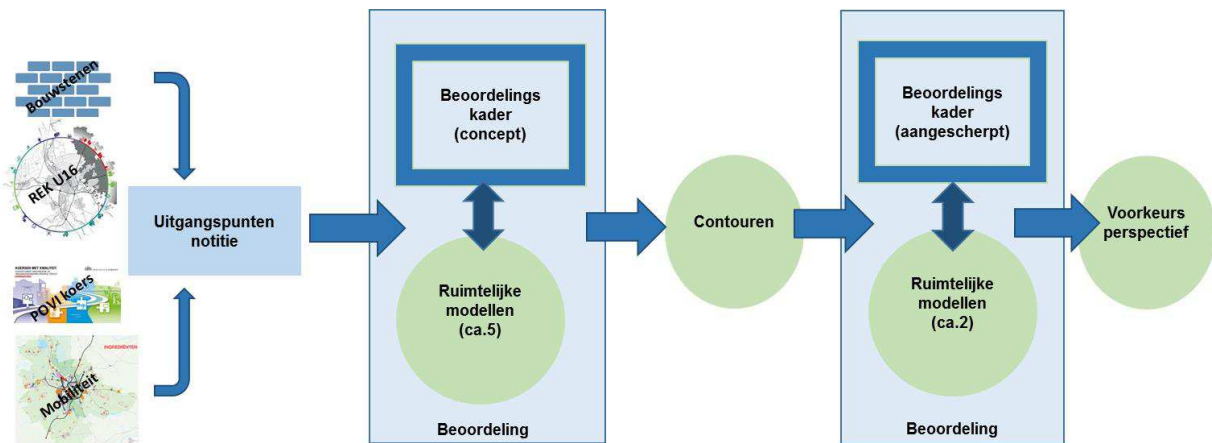 Bouwstenen
REK U16
POVI koers
Mobiliteit
INGREDIËNTEN
Uitgangspunten
notitie
Beoordelings
kader
(concept)
Ruimtelijke
modellen
(ca.5)
Beoordeling
Contouren
Beoordelings
kader
(aangescherpt)
Ruimtelijke
modellen
(ca.2)
Beoordeling
Voorkeurs
perspectief